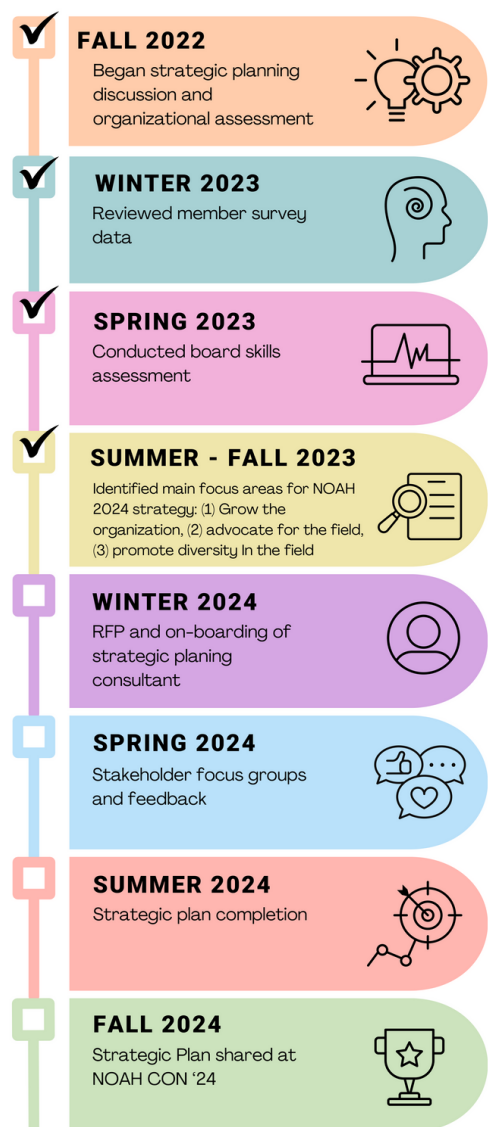 FALL 2022
Began strategic planning
discussion and
organizational assessment
WINTER 2023
Reviewed member survey
data
SPRING 2023
Conducted board skills
assessment
SUMMER - FALL 2023
Identified main focus areas for NOAH
2024 strategy: (1) Grow the
organization, (2) advocate for the field,
(3) promote diversity In the field
WINTER 2024
RFP and on-boarding of
strategic planing
consultant
SPRING 2024
Stakeholder focus groups
and feedback
SUMMER 2024
Strategic plan completion
FALL 2024
Strategic Plan shared at
NOAH CON ‘24